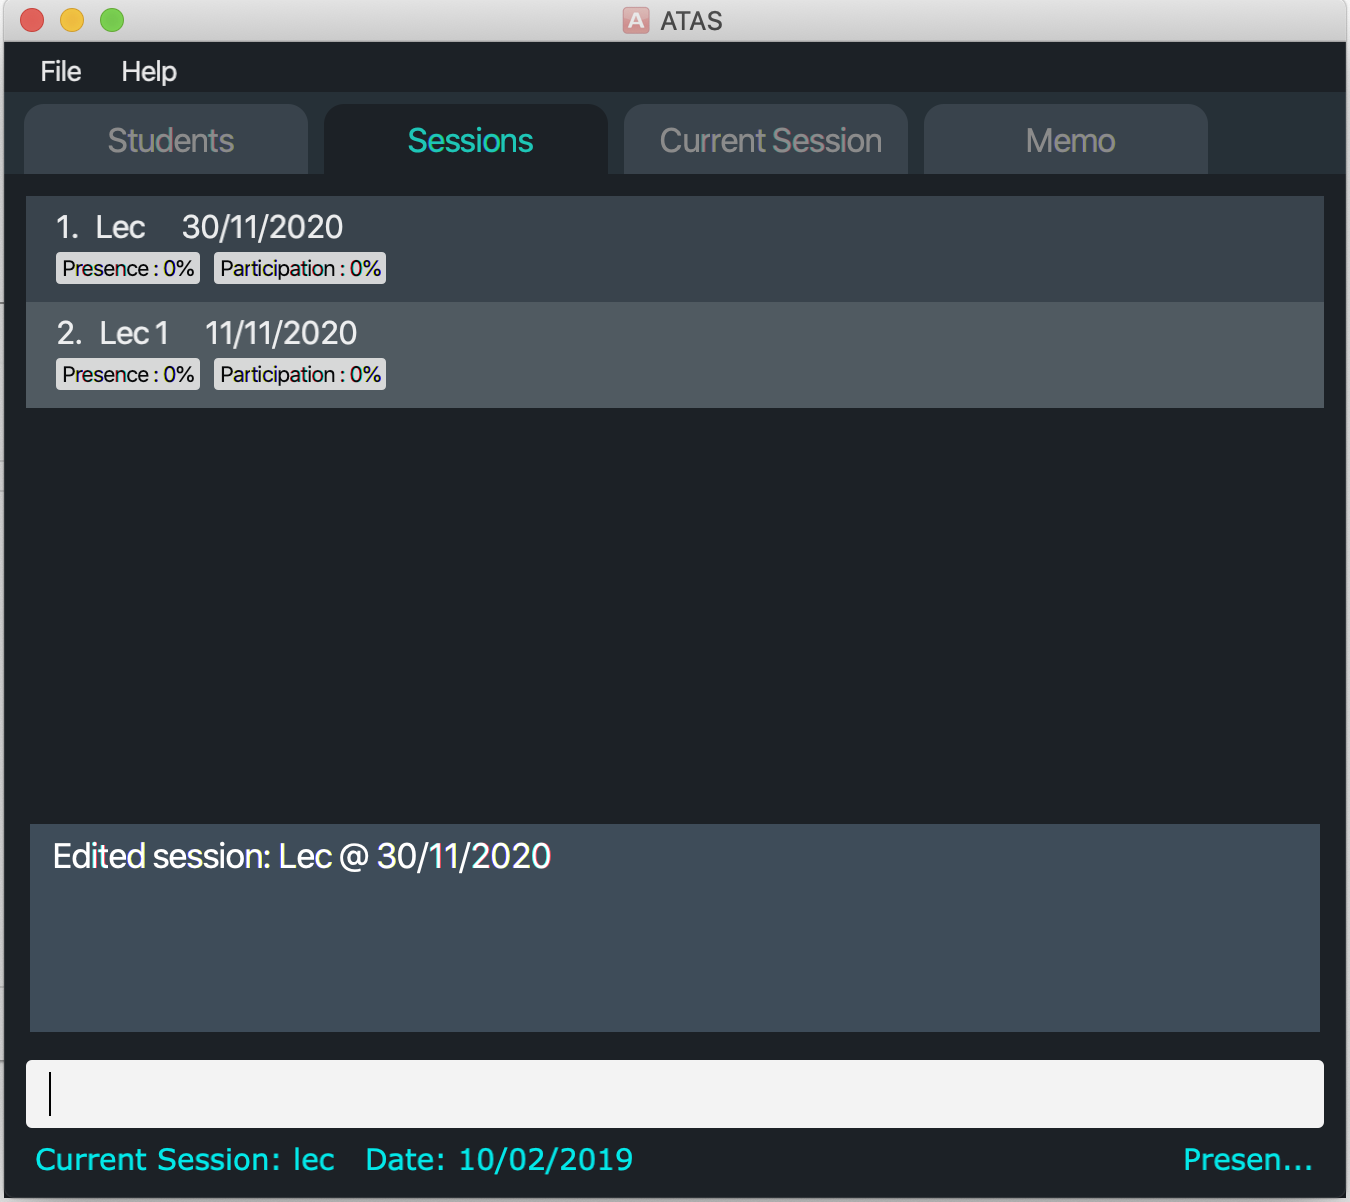 A ATAS
File Help
Students Sessions Current Session Memo
1. Lec 30/11/2020
Presence : 0% Participation : 0%
2. Lec 1 11/11/2020
Presence : 0% Participation : 0%
Edited session: Lec @ 30/11/2020
Current Session: lec Date: 10/02/2019 Presen...